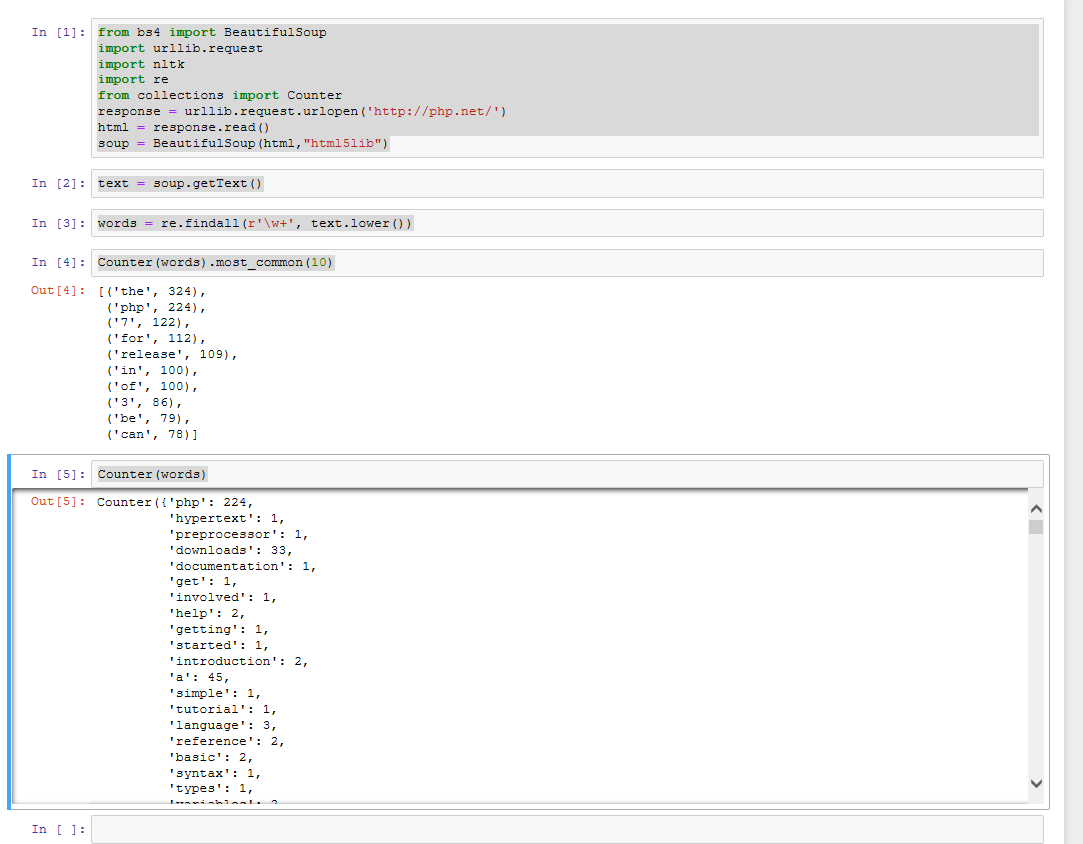 In [1]: from bs4 import BeautifulSoup
import urllib.request
import nltk
import re
from collections import Counter
response = urllib.request.urlopen('http://php.net/')
html = response.read()
soup = BeautifulSoup(html,"html5lib")
In [2]: text = soup.getText()
In [3]: words = re.findall(r'\w+', text.lower())
In [4]: Counter(words).most_common(10)
Out[4]: [('the', 324),
('php', 224),
('7', 122),
('for', 112),
('release', 109),
('in', 100),
('of', 100),
('3', 86),
('be', 79),
('can', 78)]
In [5]: Counter(words)
Out[5]: Counter({'php': 224,
'hypertext': 1,
'preprocessor': 1,
'downloads': 33,
'documentation': 1,
'get': 1,
'involved': 1,
'help': 2,
'getting': 1,
'started': 1,
'introduction': 2,
'a': 45,
'simple': 1,
'tutorial': 1,
'language': 3,
'reference': 2,
'basic': 2,
'syntax': 1,
'types': 1,
In [ ]: